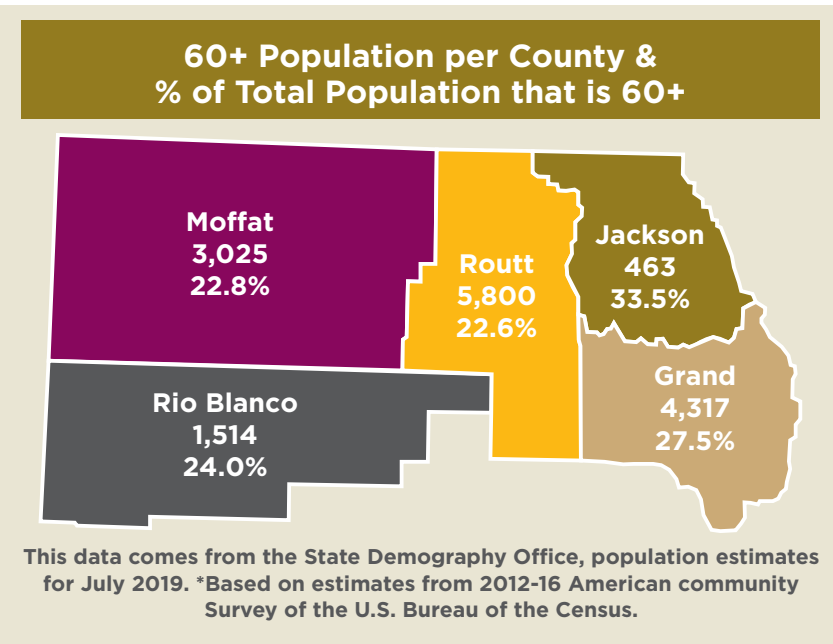 60+ Population per County &
% of Total Population that is 60+
Moffat
3,025
22.8%
Routt
5,800
22.6%
Jackson
463
33.5%
Rio Blanco
1,514
24.0%
Grand
4,317
27.5%
This data comes from the State Demography Office, population estimates
for July 2019. *Based on estimates from 2012-16 American community
Survey of the U.S. Bureau of the Census.